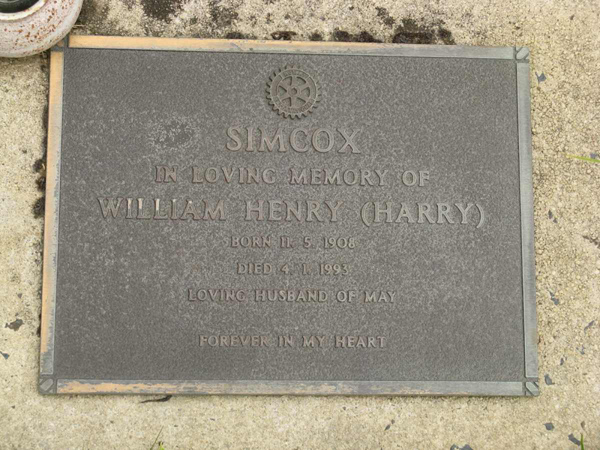 SIMCOX
IN LOVING MEMORY OF
WILLIAM HENRY (HARRY)
BORN 11. 5. 1908
DIED 4. 1. 1993
LOVING HUSBAND OF MAY
FOREVER IN MY HEART